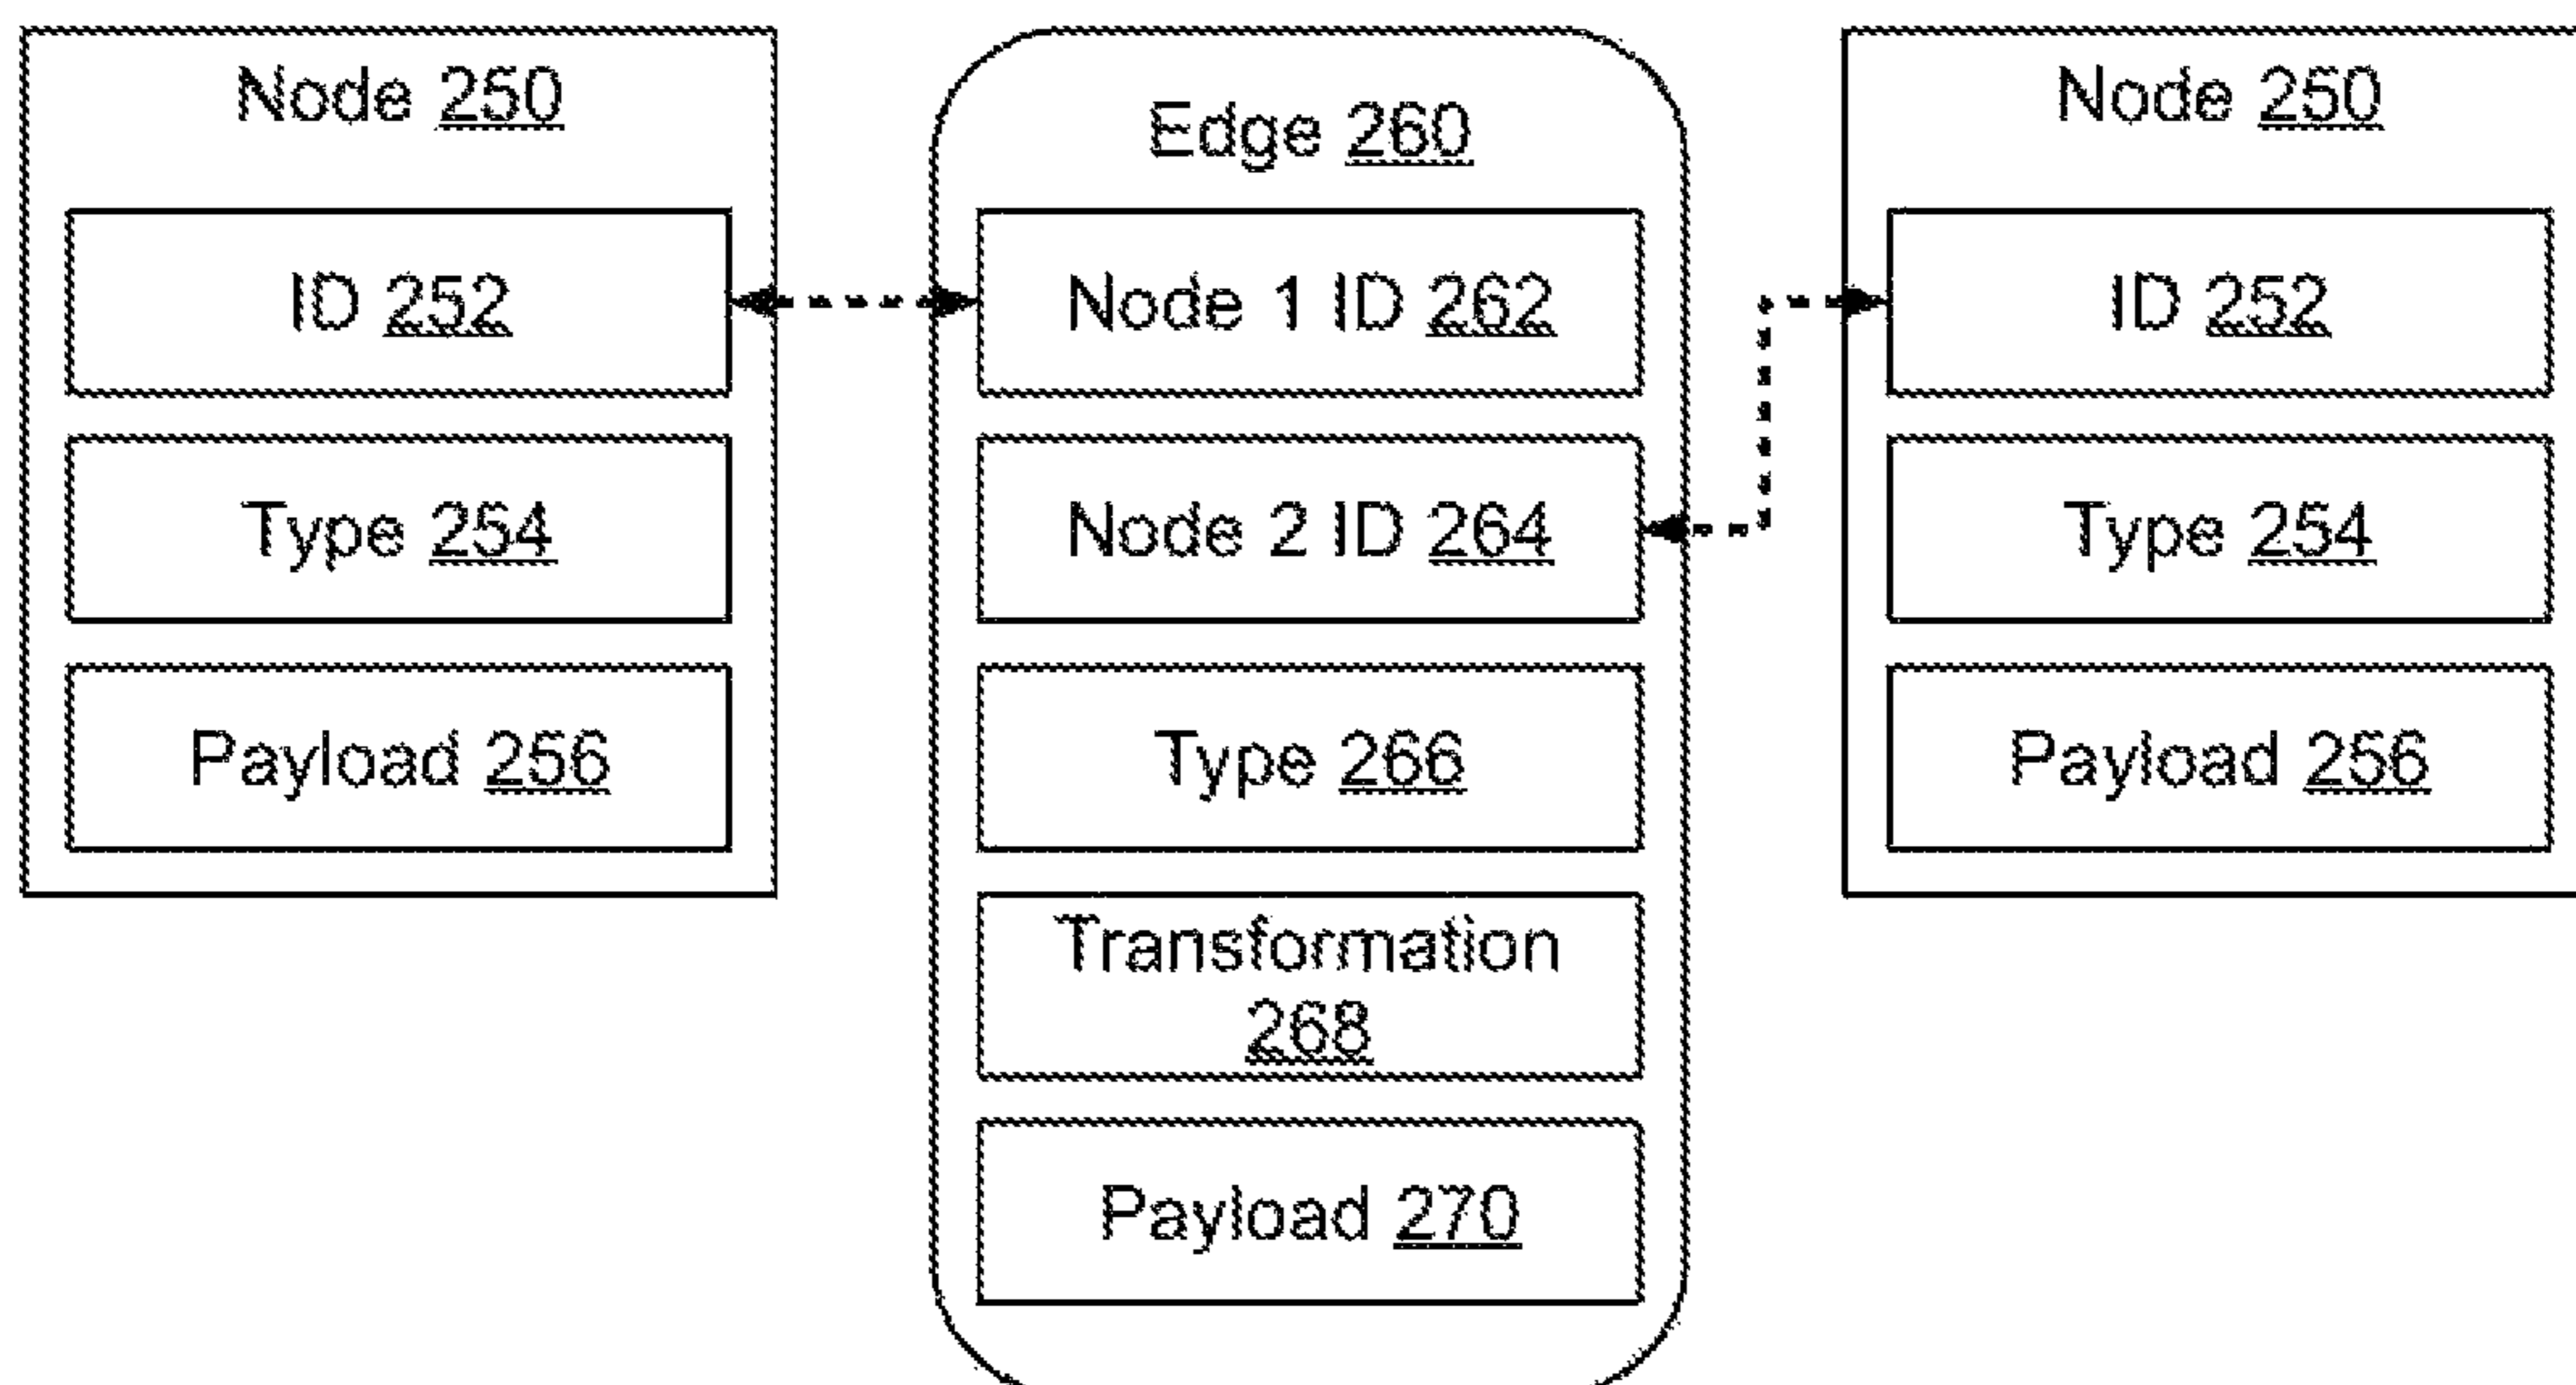 Node 250
ID 252
Type 254
Payload 256
Edge 260
Node 1 ID 262
Node 2 ID 264
Type 266
Transformation
268
Payload 270
Node 250
ID 252
Type 254
Payload 256